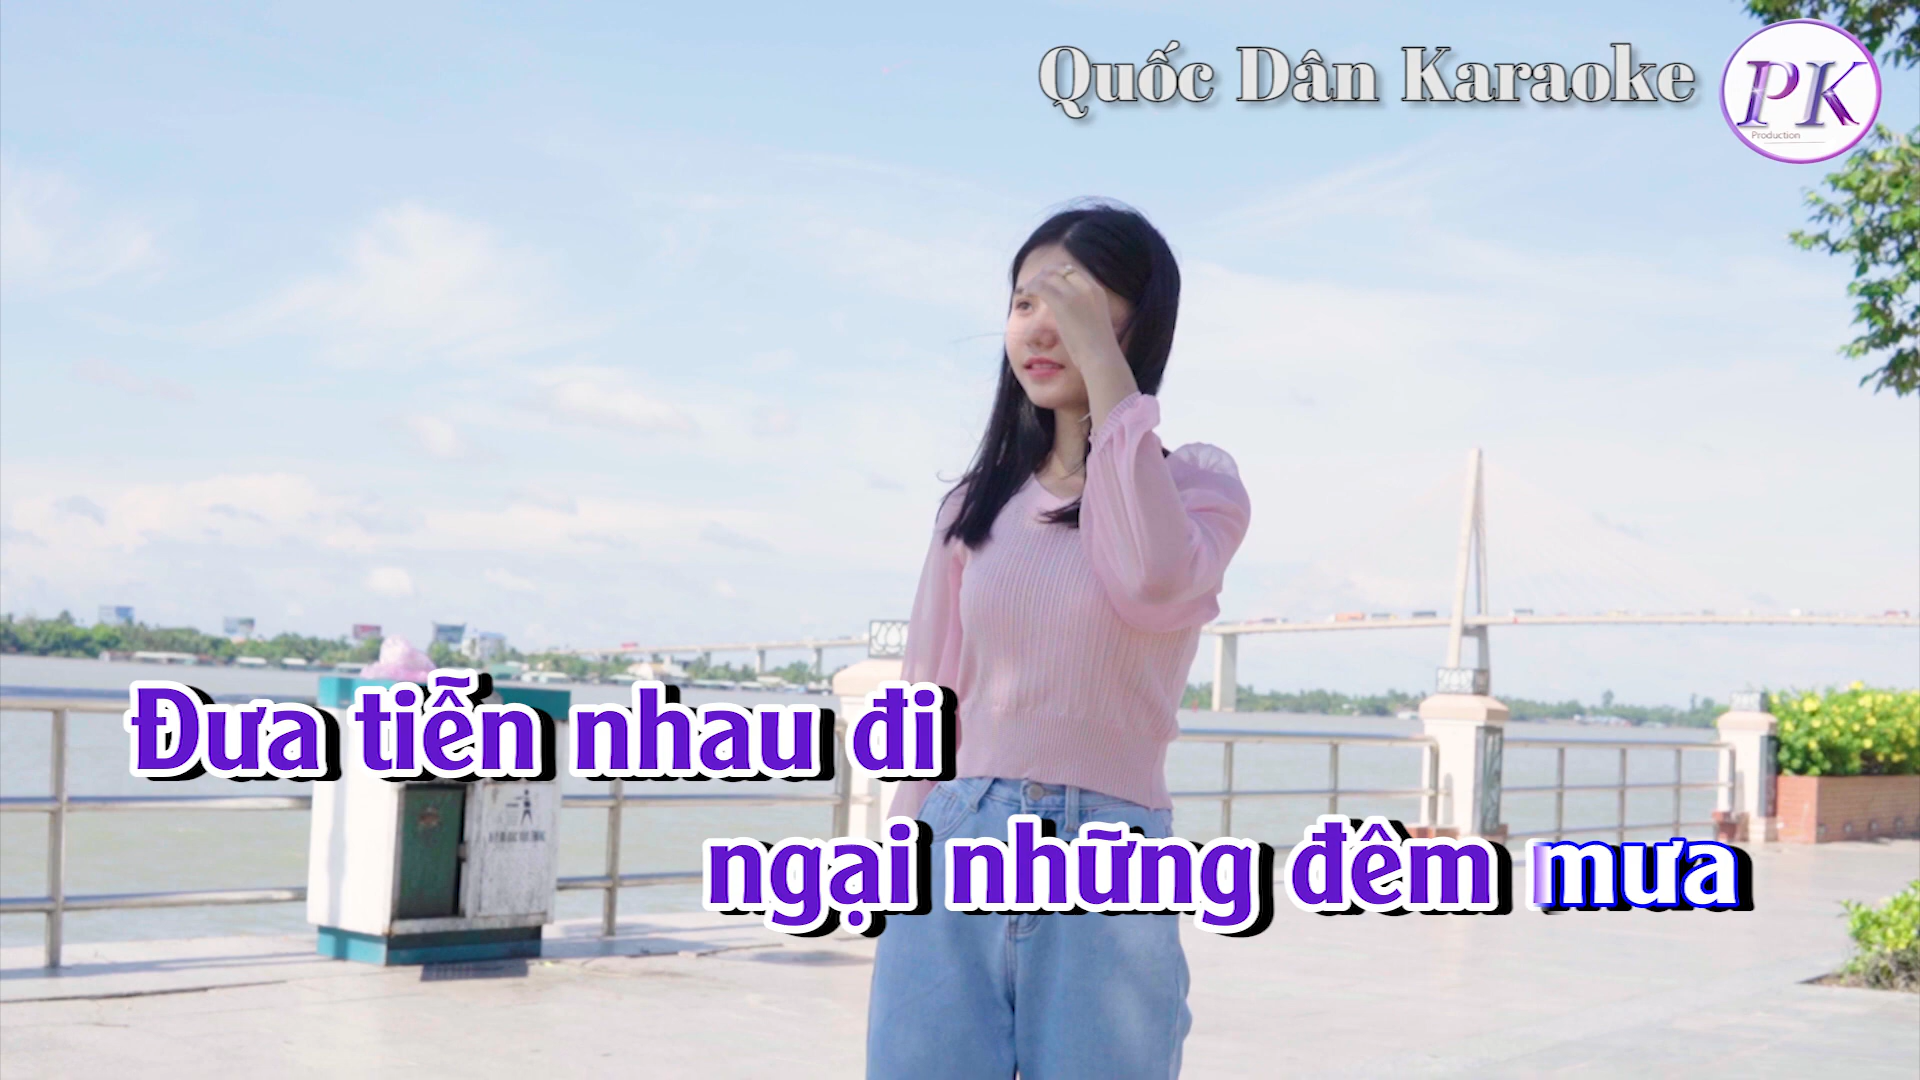 Quốc Dân Karaoke
PK
Production
Đưa tiễn nhau đi
ngại những đêm mưa